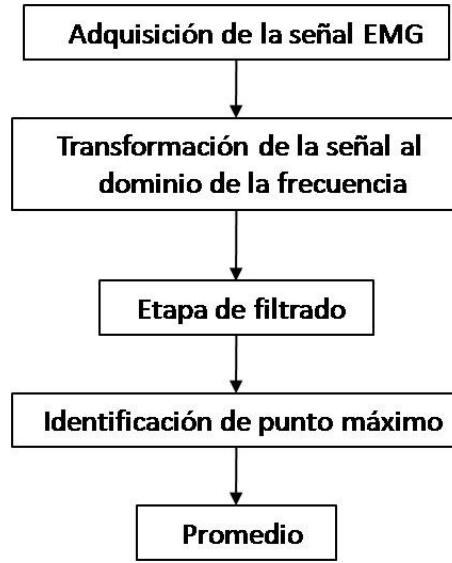 Adquisición de la señal EMG
Transformación de la señal al
dominio de la frecuencia
Etapa de filtrado
Identificación de punto máximo
Promedio